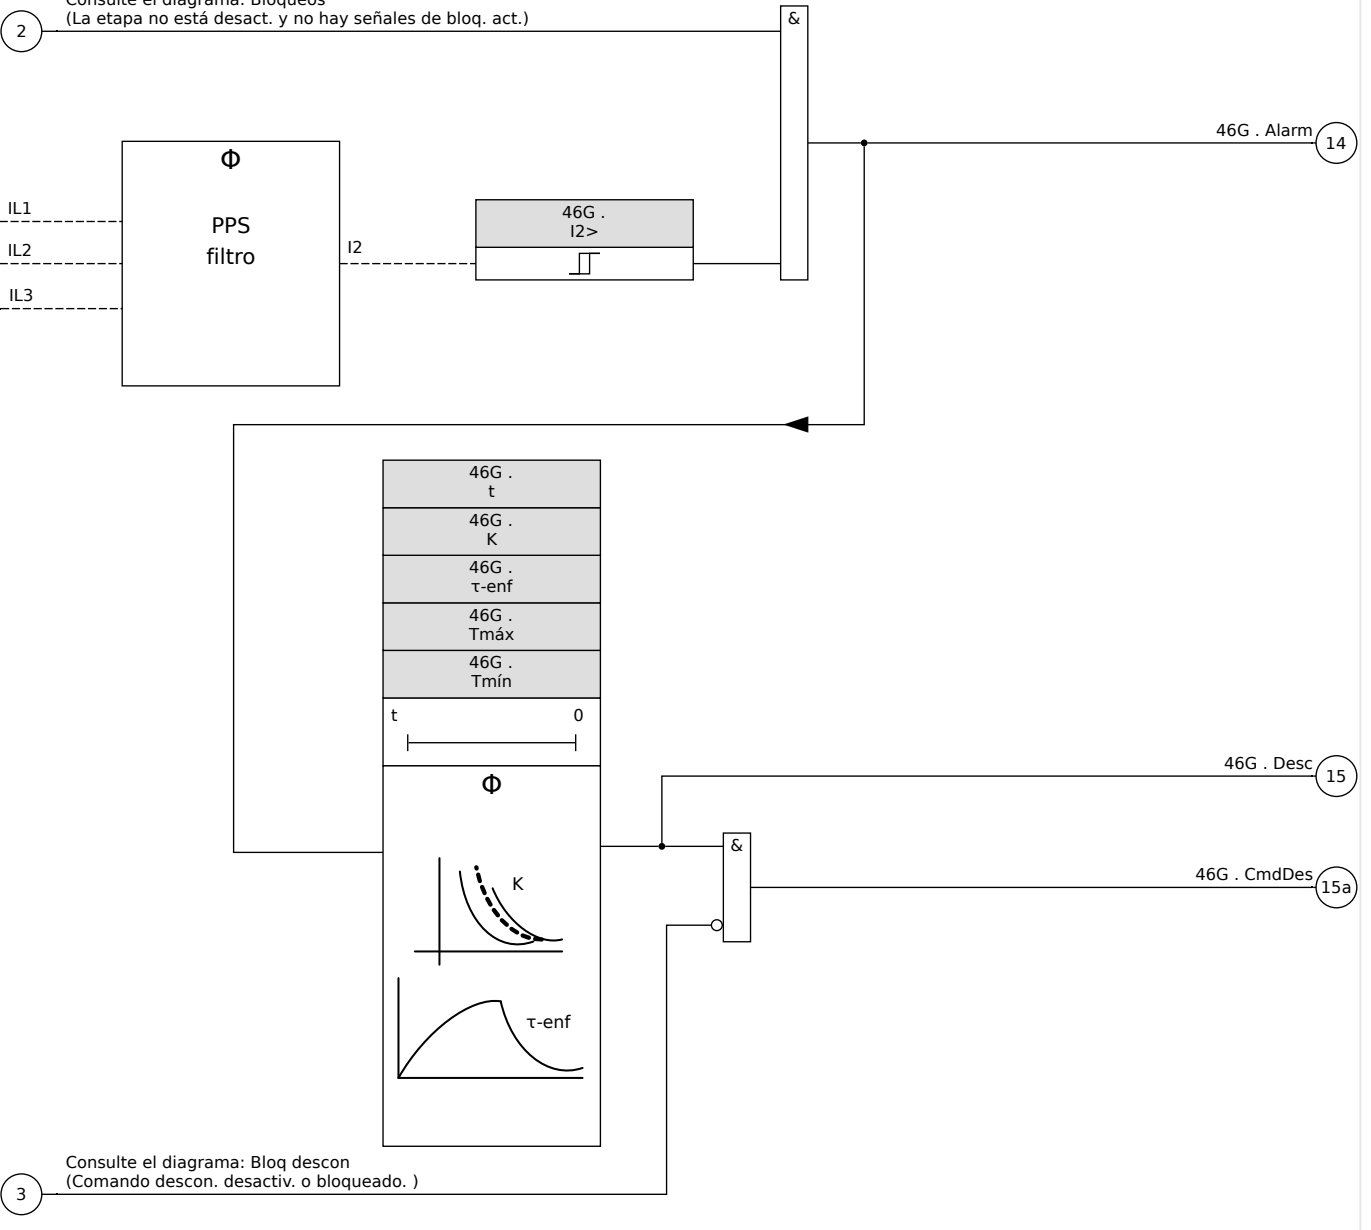 Consulte el diagrama: Bloqueos
(La etapa no está desact. y no hay señales de bloq. act.)
2
&
46G . Alarm
14
Φ
PPS
filtro
IL1
IL2
IL3
I2
46G .
I2>
46G .
t
46G .
K
46G .
τ-enf
46G .
Tmáx
46G .
Tmín
t 0
Φ
K
τ-enf
46G . Desc
15
&
46G . CmdDes
15a
Consulte el diagrama: Bloq descon
(Comando descon. desactiv. o bloqueado. )
3